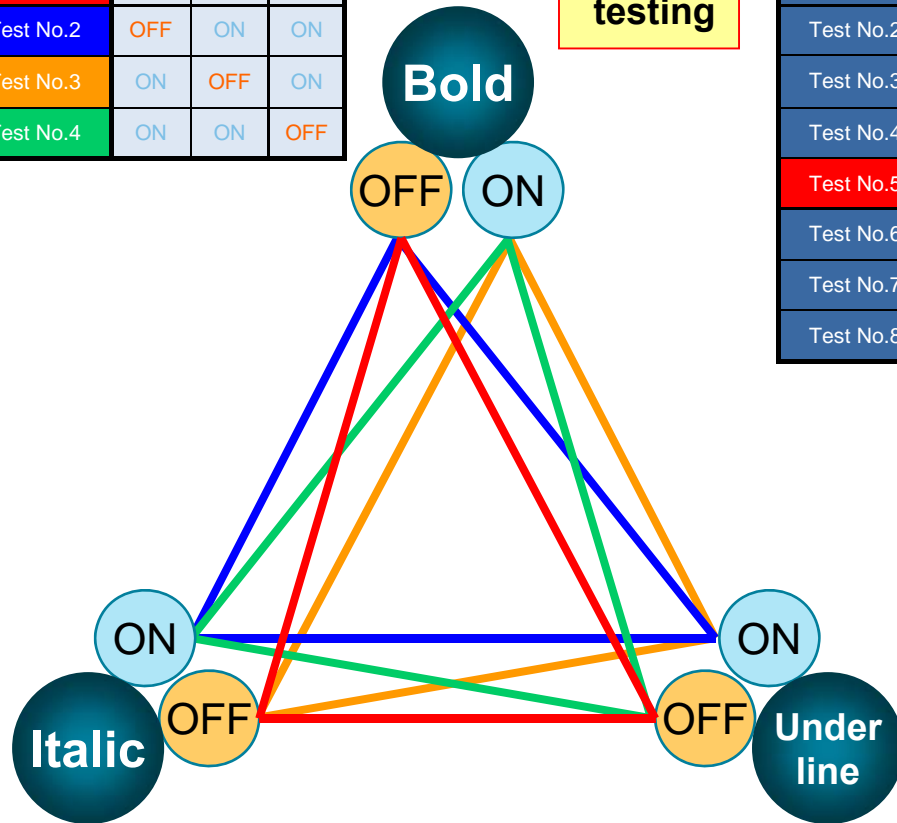 testing
Test No.2 OFF ON ON
Test No.3 ON OFF ON
Test No.4 ON ON OFF
Test No.2
Test No.3
Test No.4
Test No.5
Test No.6
Test No.7
Test No.8
Bold
OFF ON
ON
OFF
Italic
ON
OFF
Under
line